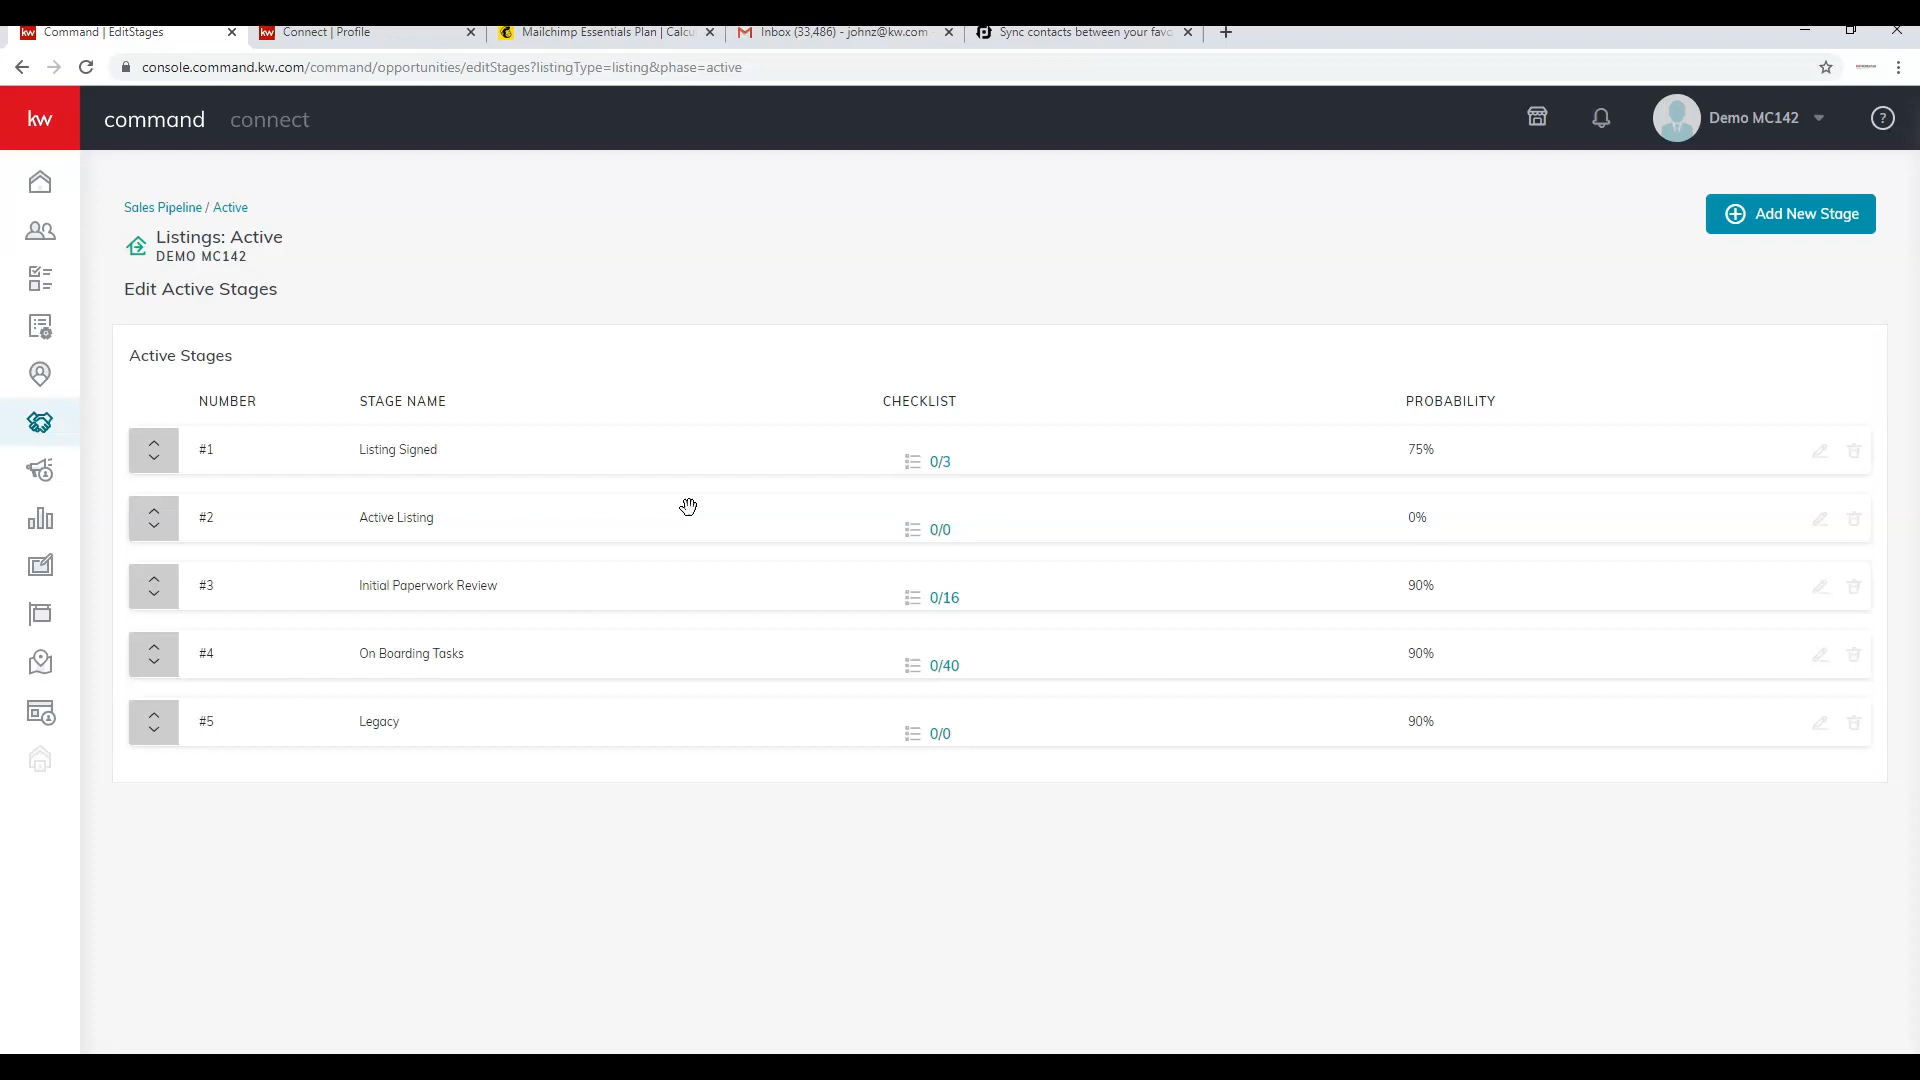 kw Command | EditStages
kw Connect | Profile
Mailchimp Essentials Plan | Calcu
Inbox (33,486) - johnz@kw.com
Sync contacts between your favo
console.command.kw.com/command/opportunities/editStages?listingType=listing&phase=active
kw command connect Demo MC142 ?
Sales Pipeline / Active
Add New Stage
Listings: Active
DEMO MC142
Edit Active Stages
Active Stages
NUMBER STAGE NAME CHECKLIST PROBABILITY
#1 Listing Signed 0/3 75%
#2 Active Listing 0/0 0%
#3 Initial Paperwork Review 0/16 90%
#4 On Boarding Tasks 0/40 90%
#5 Legacy 0/0 90%